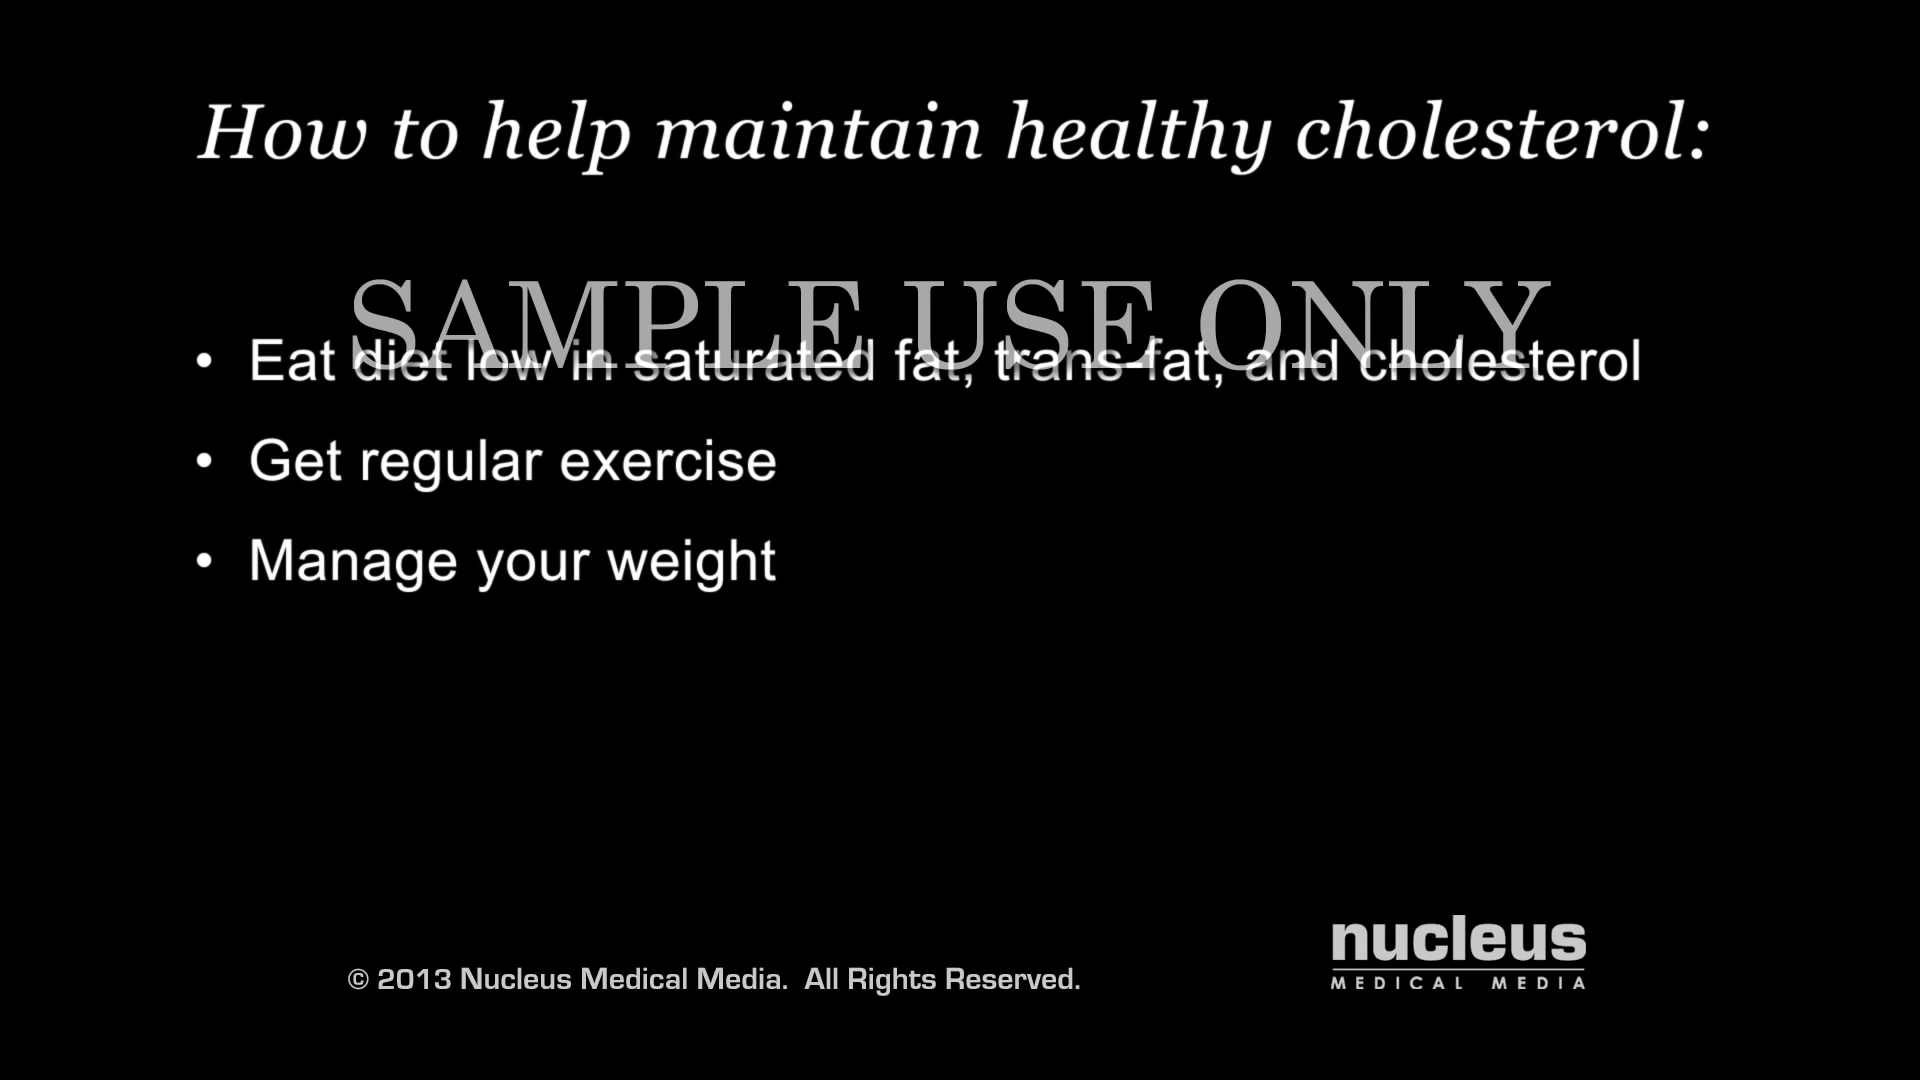 How to help maintain healthy cholesterol:
SAMPLE USE ONLY
• Eat diet low in saturated fat, trans-fat, and cholesterol
• Get regular exercise
• Manage your weight
nucleus
MEDICAL MEDIA
© 2013 Nucleus Medical Media. All Rights Reserved.